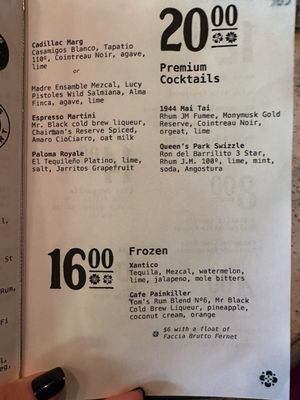 20.00
Premium
Cocktails
Cadillac Marg
Casamigos Blanco, Tapatio
110°, Cointreau Noir, agave,
lime
or
Madre Ensamble Mezcal, Lucy
Pistoles Wild Salmiana, Alma
Finca, agave, lime
Espresso Martini
Mr. Black cold brew liqueur,
Chairman's Reserve Spiced,
Amaro CioCiaro, oat milk
Paloma Royale
El Tequileño Platino, lime,
salt, Jarritos Grapefruit
1944 Mai Tai
Rhum JM Fumee, Monymusk Gold
Reserve, Cointreau Noir,
orgeat, lime
Queen's Park Swizzle
Ron del Barrilito 3 Star,
Rhum J.M. 100°, lime, mint,
soda, Angostura
16.00
Frozen
Xantico
Tequila, Mezcal, watermelon,
lime, jalapeno, mole bitters
Cafe Painkiller
Tom's Rum Blend Nº6, Mr Black
Cold Brew Liqueur, pineapple,
coconut cream, orange
$6 with a float of
Faccia Brutto Fernet